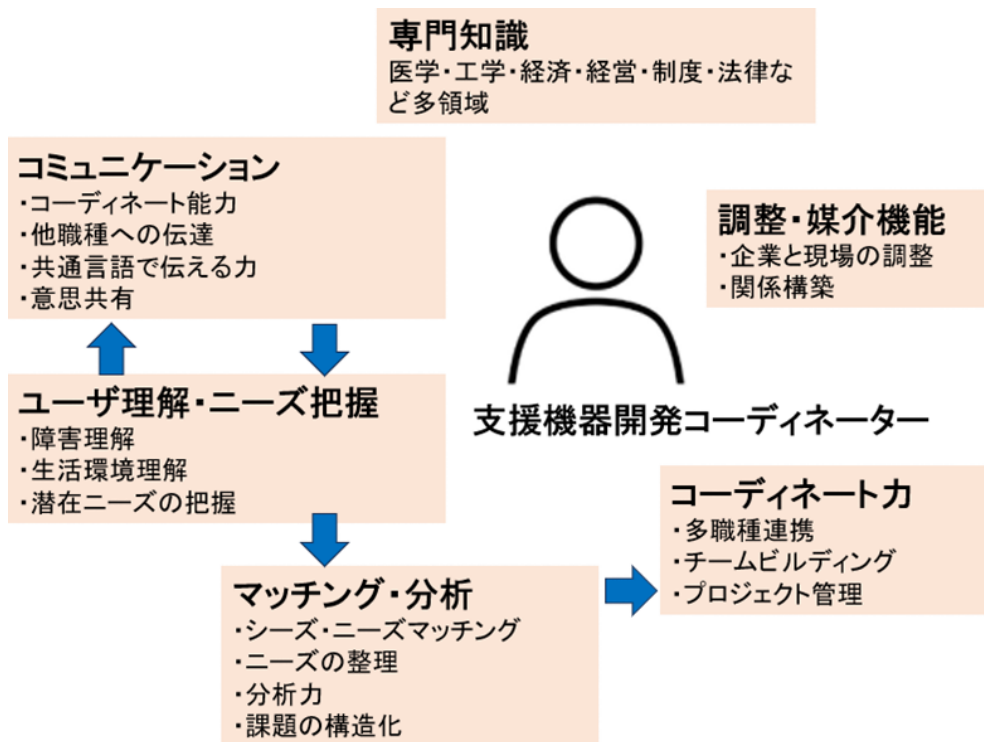 専門知識
医学・工学・経済・経営・制度・法律な
ど多領域
コミュニケーション
・コーディネート能力
・他職種への伝達
・共通言語で伝える力
・意思共有
調整・媒介機能
・企業と現場の調整
・関係構築
ユーザ理解・ニーズ把握
・障害理解
・生活環境理解
・潜在ニーズの把握
支援機器開発コーディネーター
コーディネート力
・多職種連携
・チームビルディング
・プロジェクト管理
マッチング・分析
・シーズ・ニーズマッチング
・ニーズの整理
・分析力
・課題の構造化